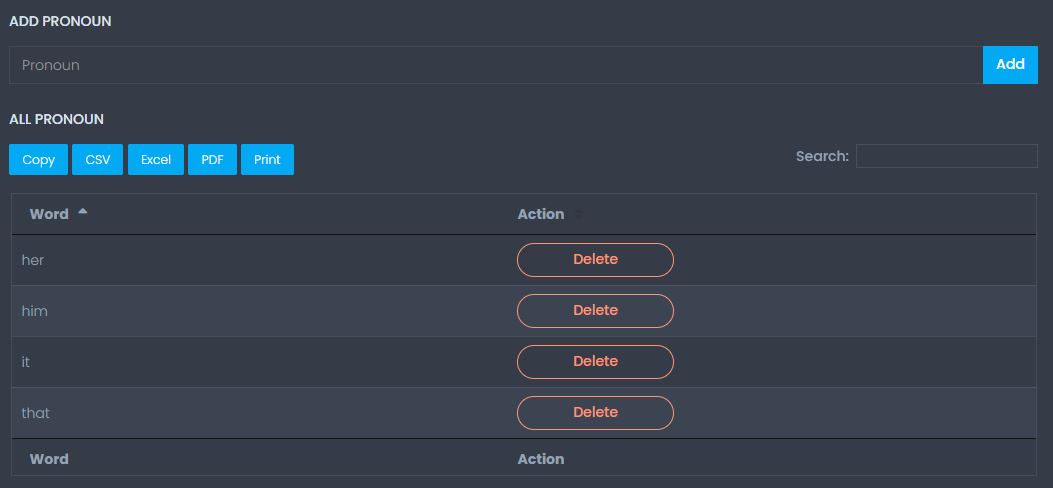 ADD PRONOUN
Pronoun Add
ALL PRONOUN
Copy CSV Excel PDF Print Search:
Word Action
her Delete
him Delete
it Delete
that Delete
Word Action